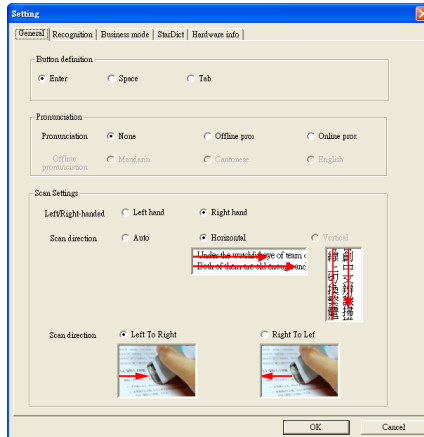 Setting
General Recognition Business mode StarDict Hardware info
Button definition
Enter Space Tab
Pronunciation
Pronunciation None Offline pron Online pron
Offline pronunciation Mandarin Cantonese English
Scan Settings
Left/Right-handed Left hand Right hand
Scan direction Auto Horizontal Vertical
Under the watchful eye of team
Both of them are old enough and
Scan direction Left To Right Right To Lef
OK Cancel